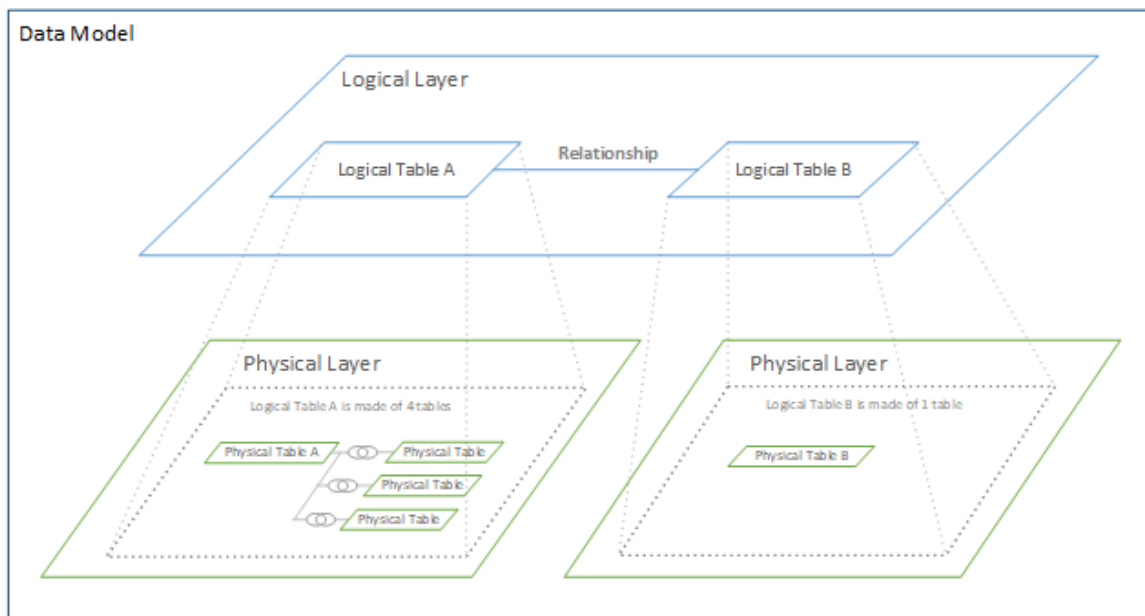 Data Model
Logical Layer
Logical Table A
Relationship
Logical Table B
Physical Layer
Logical Table A is made of 4 tables
Physical Table A
Physical Table
Physical Table
Physical Table
Physical Layer
Logical Table B is made of 1 table
Physical Table B